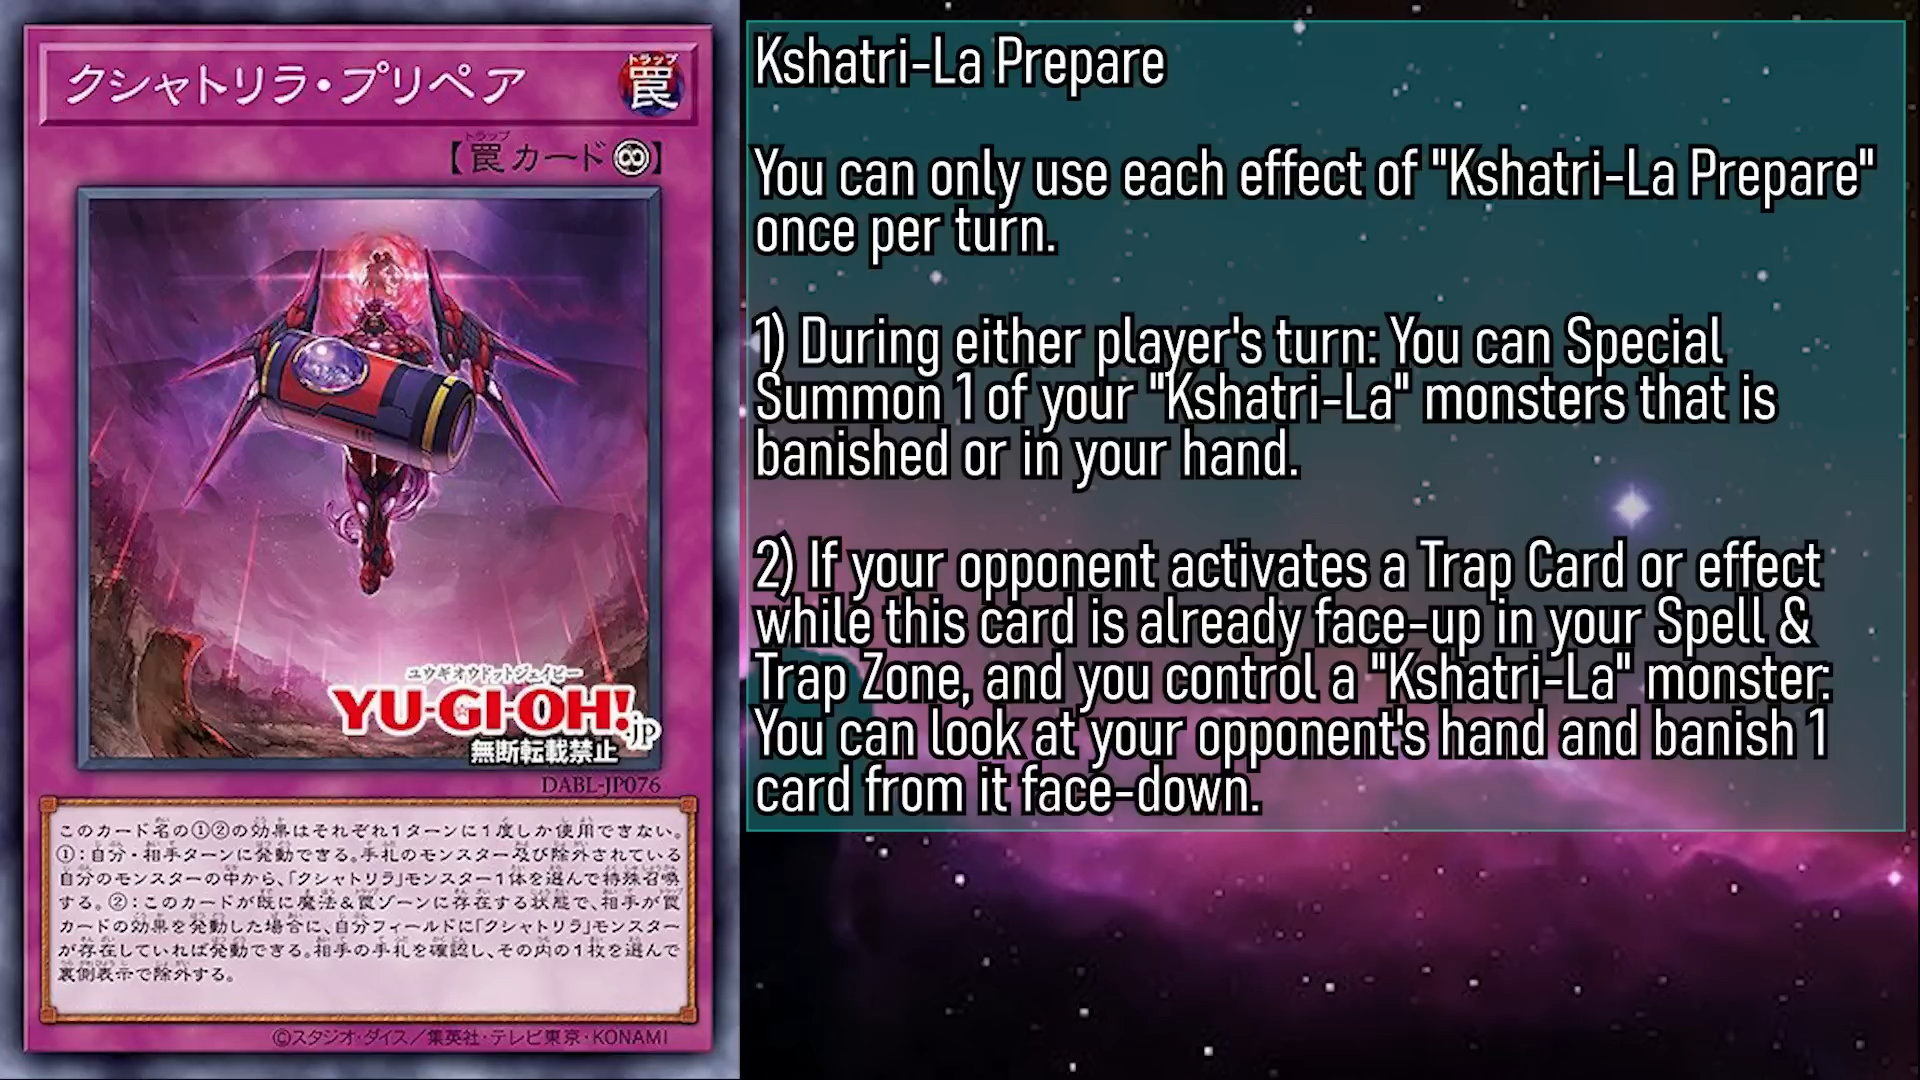 クシャトリラ・プリペア
トラップ
罠
トラップ
【罠カード】
ユウギオウドットジェイピー
YU-GI-OH!.jp
無断転載禁止
DABL-JP076
このカード名の①②の効果はそれぞれ1ターンに1度しか使用できない。
①：自分・相手ターンに発動できる。手札のモンスター及び除外されている
自分のモンスターの中から、「クシャトリラ」モンスター1体を選んで特殊召喚
する。②：このカードが既に魔法＆罠ゾーンに存在する状態で、相手が罠
カードの効果を発動した場合に、自分フィールドに「クシャトリラ」モンスター
が存在していれば発動できる。相手の手札を確認し、その内の1枚を選んで
裏側表示で除外する。
©スタジオ・ダイス／集英社・テレビ東京・KONAMI
Kshatri-La Prepare
You can only use each effect of "Kshatri-La Prepare"
once per turn.
1) During either player's turn: You can Special
Summon 1 of your "Kshatri-La" monsters that is
banished or in your hand.
2) If your opponent activates a Trap Card or effect
while this card is already face-up in your Spell &
Trap Zone, and you control a "Kshatri-La" monster:
You can look at your opponent's hand and banish 1
card from it face-down.